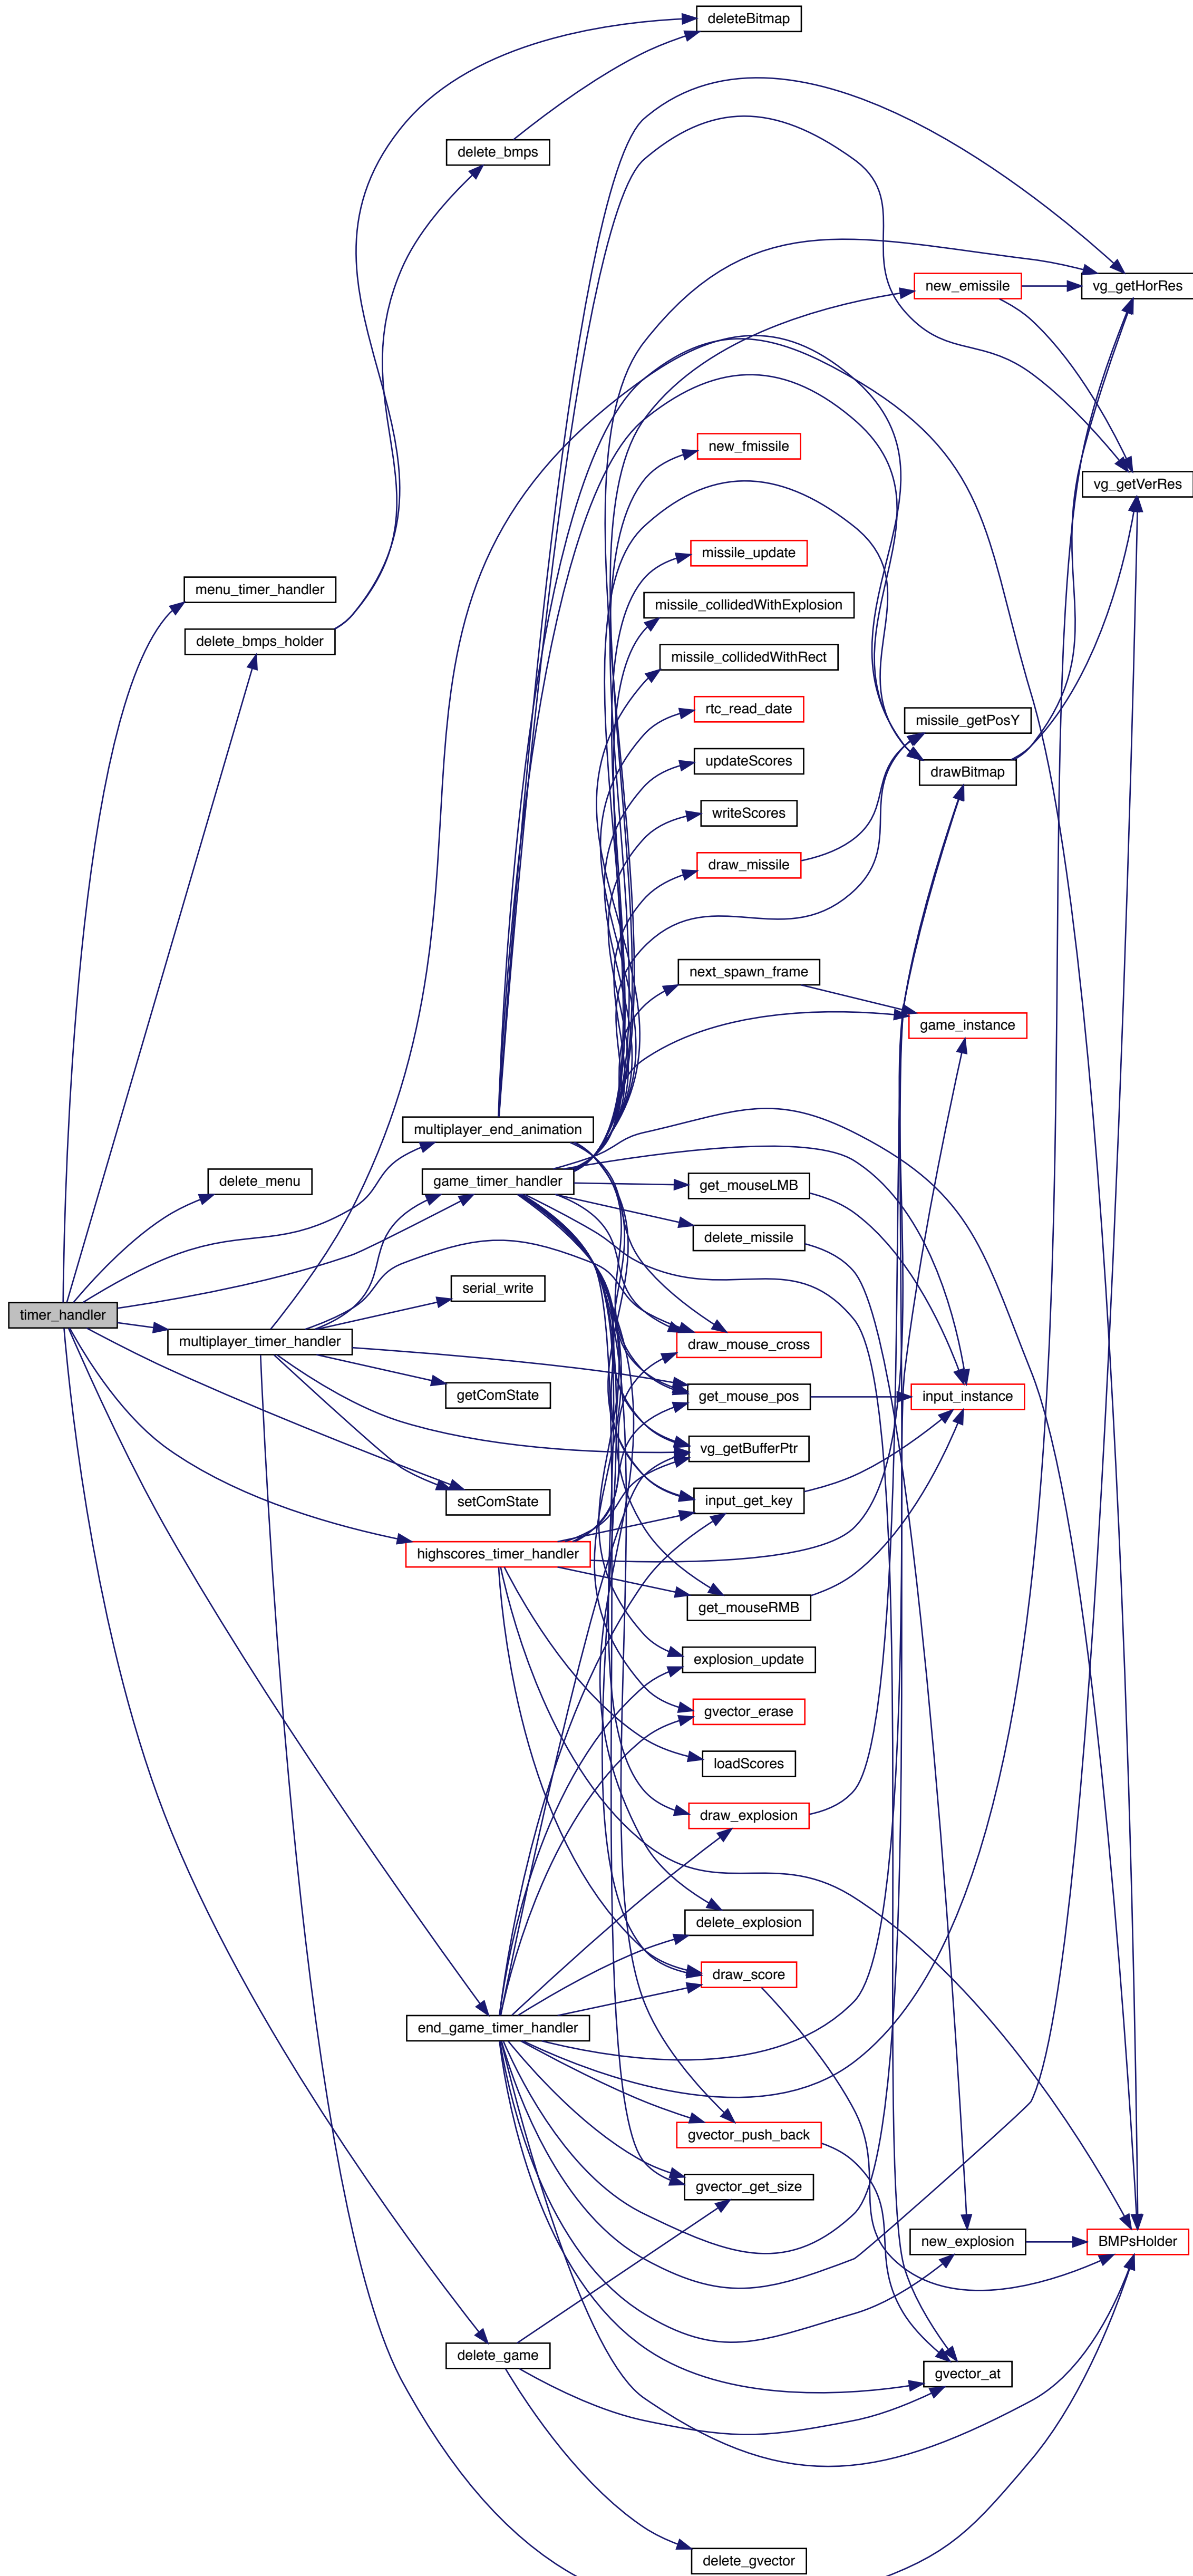 deleteBitmap
delete_bmps
new_emissile
vg_getHorRes
new_fmissile
vg_getVerRes
missile_update
menu_timer_handler
missile_collidedWithExplosion
delete_bmps_holder
missile_collidedWithRect
rtc_read_date
missile_getPosY
updateScores
drawBitmap
writeScores
draw_missile
next_spawn_frame
game_instance
multiplayer_end_animation
delete_menu
game_timer_handler
get_mouseLMB
delete_missile
serial_write
timer_handler
multiplayer_timer_handler
draw_mouse_cross
getComState
get_mouse_pos
input_instance
vg_getBufferPtr
setComState
input_get_key
highscores_timer_handler
get_mouseRMB
explosion_update
gvector_erase
loadScores
draw_explosion
delete_explosion
draw_score
end_game_timer_handler
gvector_push_back
gvector_get_size
new_explosion
BMPsHolder
delete_game
gvector_at
delete_gvector